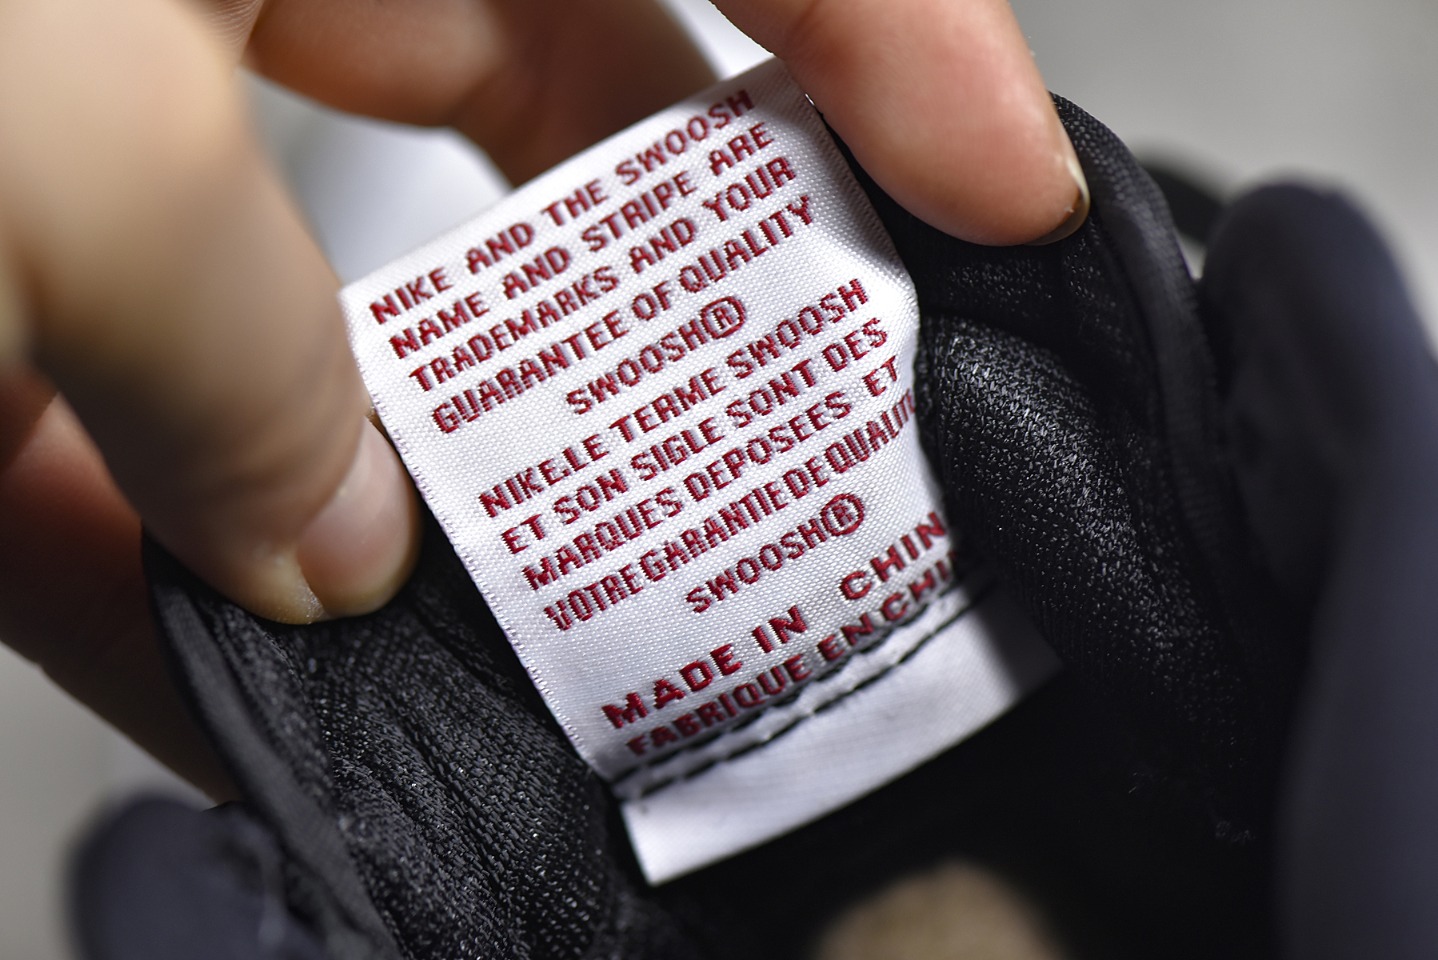 NIKE AND THE SWOOSH
NAME AND STRIPE ARE
TRADEMARKS AND YOUR
GUARANTEE OF QUALITY
SWOOSH®
NIKE.LE TERME SWOOSH
ET SON SIGLE SONT DES
MARQUES DEPOSEES ET
VOTRE GARANTIE DE QUALITE
SWOOSH®
MADE IN CHIN
FABRIQUE EN CHI